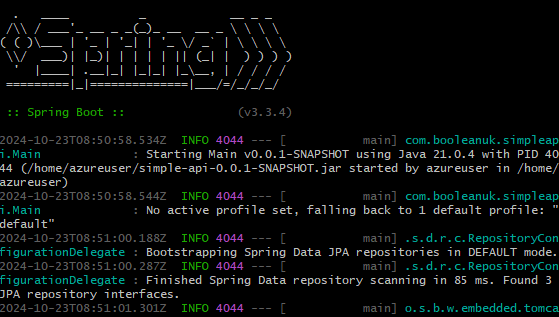 :: Spring Boot ::                (v3.3.4)
2024-10-23T08:50:58.534Z  INFO 4044 --- [           main] com.booleanuk.simpleap
i.Main               : Starting Main v0.0.1-SNAPSHOT using Java 21.0.4 with PID 40
44 (/home/azureuser/simple-api-0.0.1-SNAPSHOT.jar started by azureuser in /home/
azureuser)
2024-10-23T08:50:58.544Z  INFO 4044 --- [           main] com.booleanuk.simpleap
i.Main               : No active profile set, falling back to 1 default profile: "
default"
2024-10-23T08:51:00.188Z  INFO 4044 --- [           main] .s.d.r.c.RepositoryCon
figurationDelegate : Bootstrapping Spring Data JPA repositories in DEFAULT mode.
2024-10-23T08:51:00.287Z  INFO 4044 --- [           main] .s.d.r.c.RepositoryCon
figurationDelegate : Finished Spring Data repository scanning in 85 ms. Found 3
JPA repository interfaces.
2024-10-23T08:51:01.301Z  INFO 4044 --- [           main] o.s.b.w.embedded.tomca